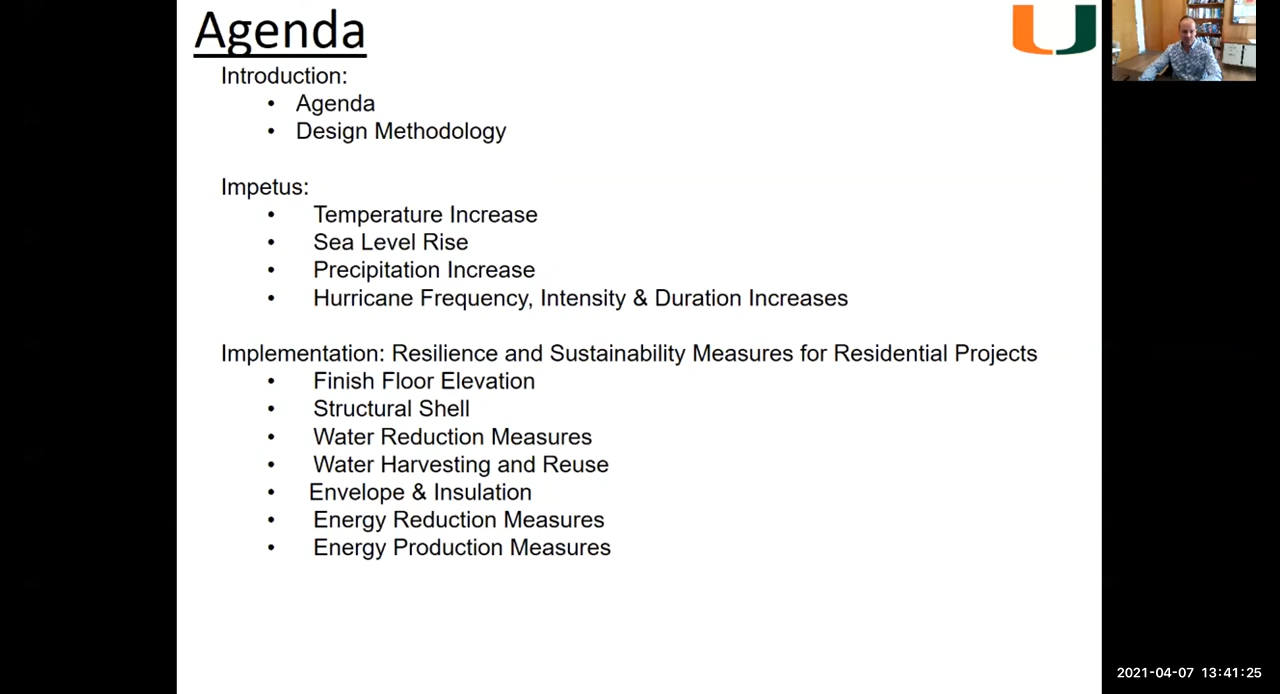 Agenda
Introduction:
• Agenda
• Design Methodology
Impetus:
• Temperature Increase
• Sea Level Rise
• Precipitation Increase
• Hurricane Frequency, Intensity & Duration Increases
Implementation: Resilience and Sustainability Measures for Residential Projects
• Finish Floor Elevation
• Structural Shell
• Water Reduction Measures
• Water Harvesting and Reuse
• Envelope & Insulation
• Energy Reduction Measures
• Energy Production Measures
U
2021-04-07 13:41:25